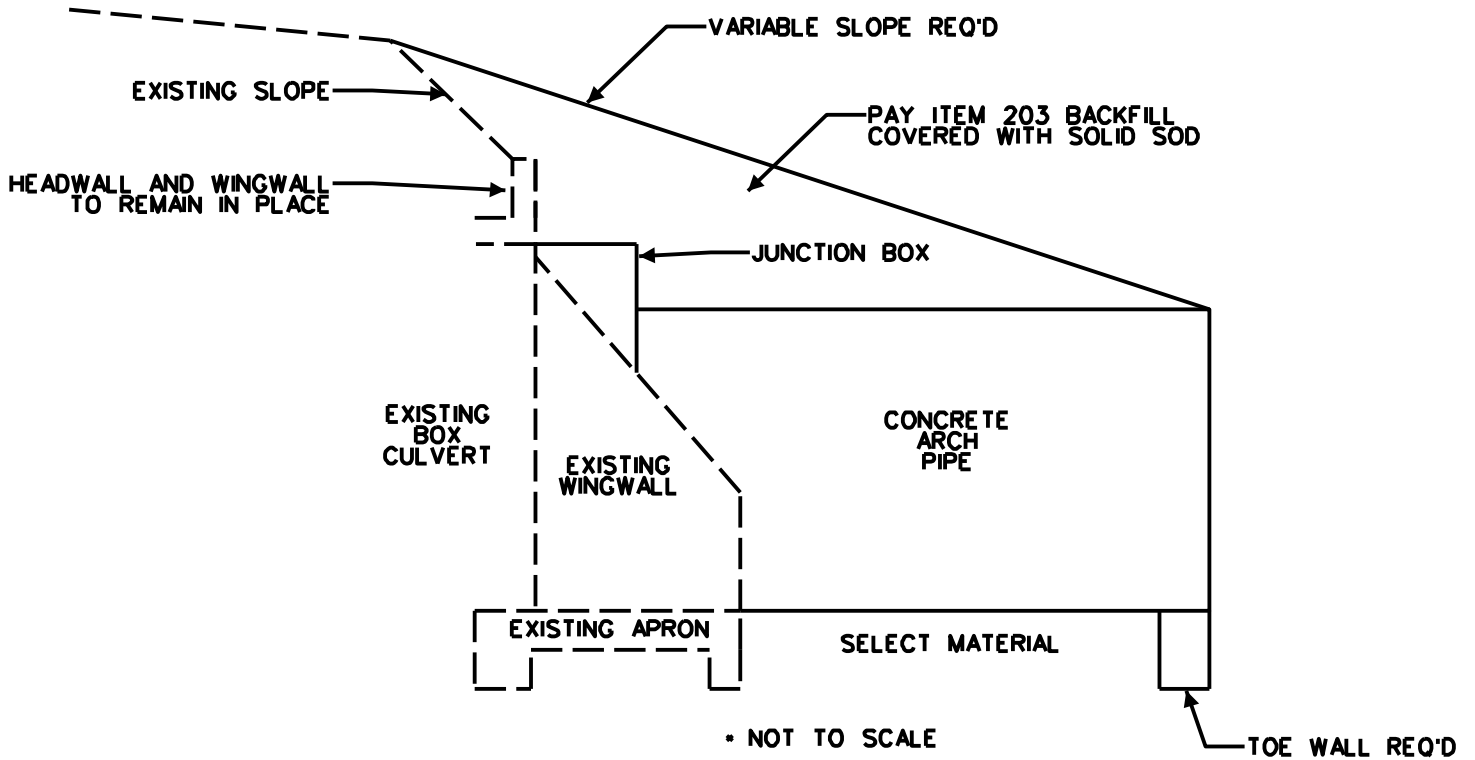 VARIABLE SLOPE REQ'D
EXISTING SLOPE
PAY ITEM 203 BACKFILL
COVERED WITH SOLID SOD
HEADWALL AND WINGWALL
TO REMAIN IN PLACE
JUNCTION BOX
EXISTING
BOX
CULVERT
EXISTING
WINGWALL
CONCRETE
ARCH
PIPE
EXISTING APRON
SELECT MATERIAL
* NOT TO SCALE
TOE WALL REQ'D